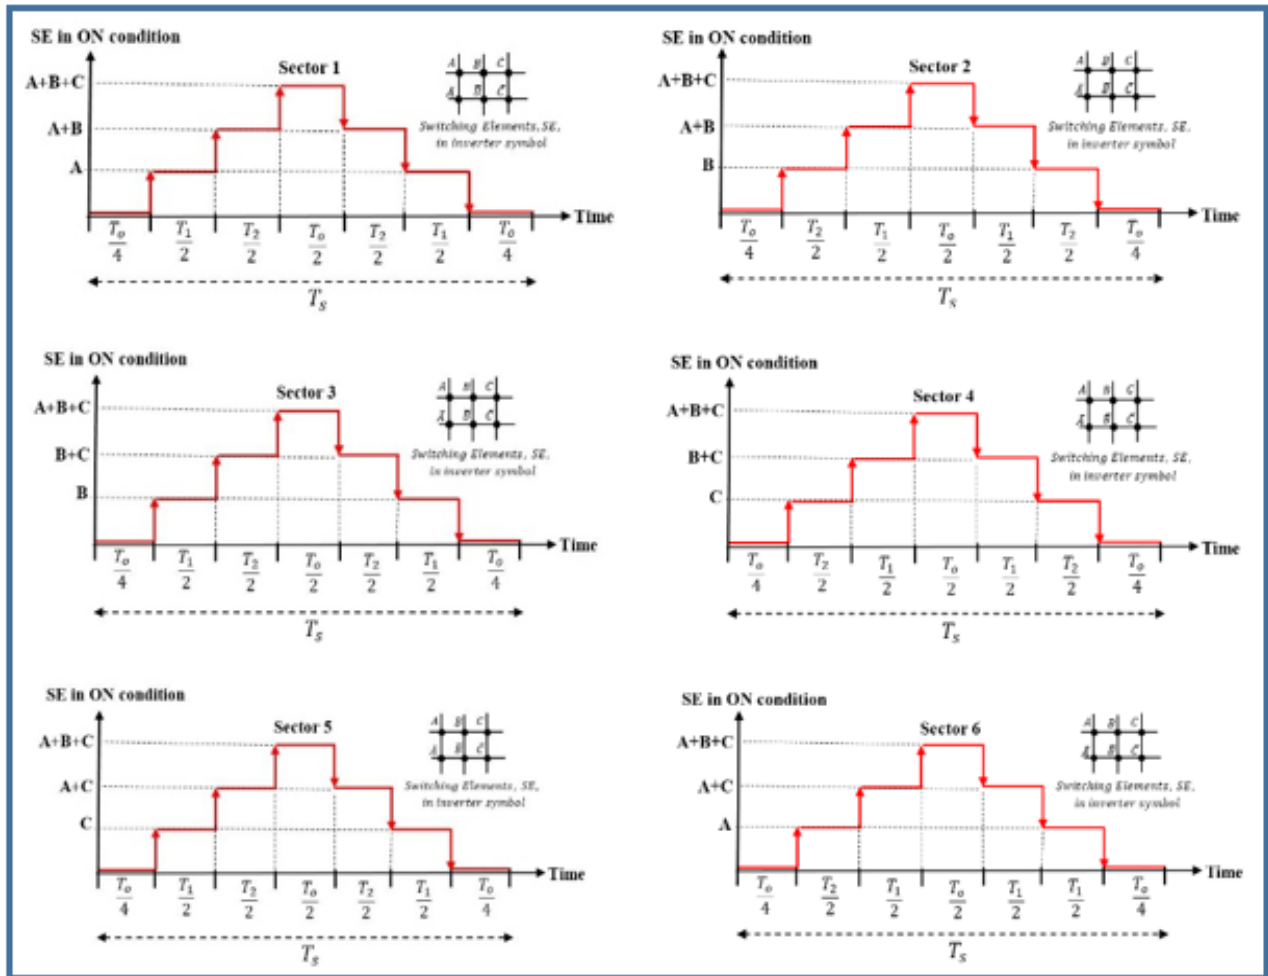 SE in ON condition
Sector 1
A B C
A+B+C
A B C
Switching Elements, SE,
in inverter symbol
A+B
A
Time
To/4 T1/2 T2/2 To/2 T2/2 T1/2 To/4
Ts
SE in ON condition
Sector 2
A B C
A+B+C
A B C
Switching Elements, SE,
in inverter symbol
A+B
B
Time
To/4 T2/2 T1/2 To/2 T1/2 T2/2 To/4
Ts
SE in ON condition
Sector 3
A B C
A+B+C
A B C
Switching Elements, SE,
in inverter symbol
B+C
B
Time
To/4 T1/2 T2/2 To/2 T2/2 T1/2 To/4
Ts
SE in ON condition
Sector 4
A B C
A+B+C
A B C
Switching Elements, SE,
in inverter symbol
B+C
C
Time
To/4 T2/2 T1/2 To/2 T1/2 T2/2 To/4
Ts
SE in ON condition
Sector 5
A B C
A+B+C
A B C
Switching Elements, SE,
in inverter symbol
A+C
C
Time
To/4 T1/2 T2/2 To/2 T2/2 T1/2 To/4
Ts
SE in ON condition
Sector 6
A B C
A+B+C
A B C
Switching Elements, SE,
in inverter symbol
A+C
A
Time
To/4 T2/2 T1/2 To/2 T1/2 T1/2 To/4
Ts